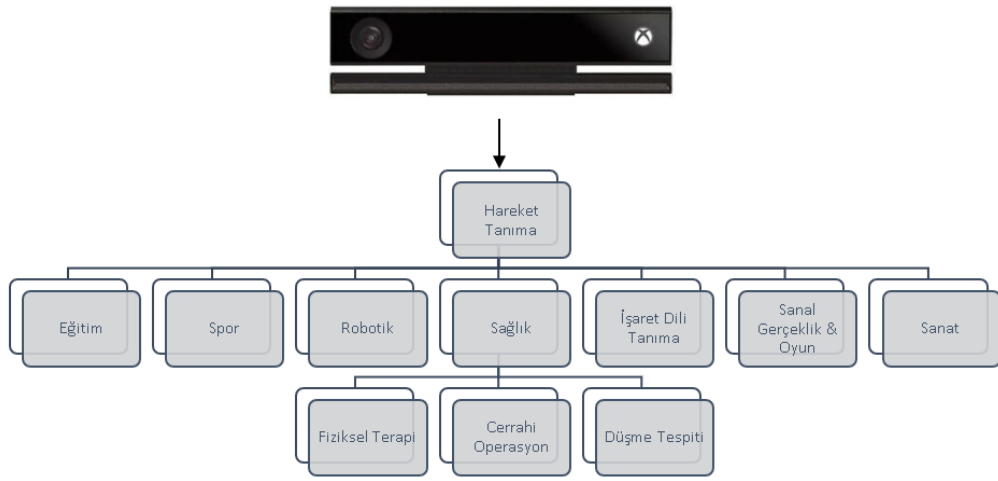 Hareket
Tanıma
Eğitim
Spor
Robotik
Sağlık
İşaret Dili
Tanıma
Sanal
Gerçeklik &
Oyun
Sanat
Fiziksel Terapi
Cerrahi
Operasyon
Düşme Tespiti